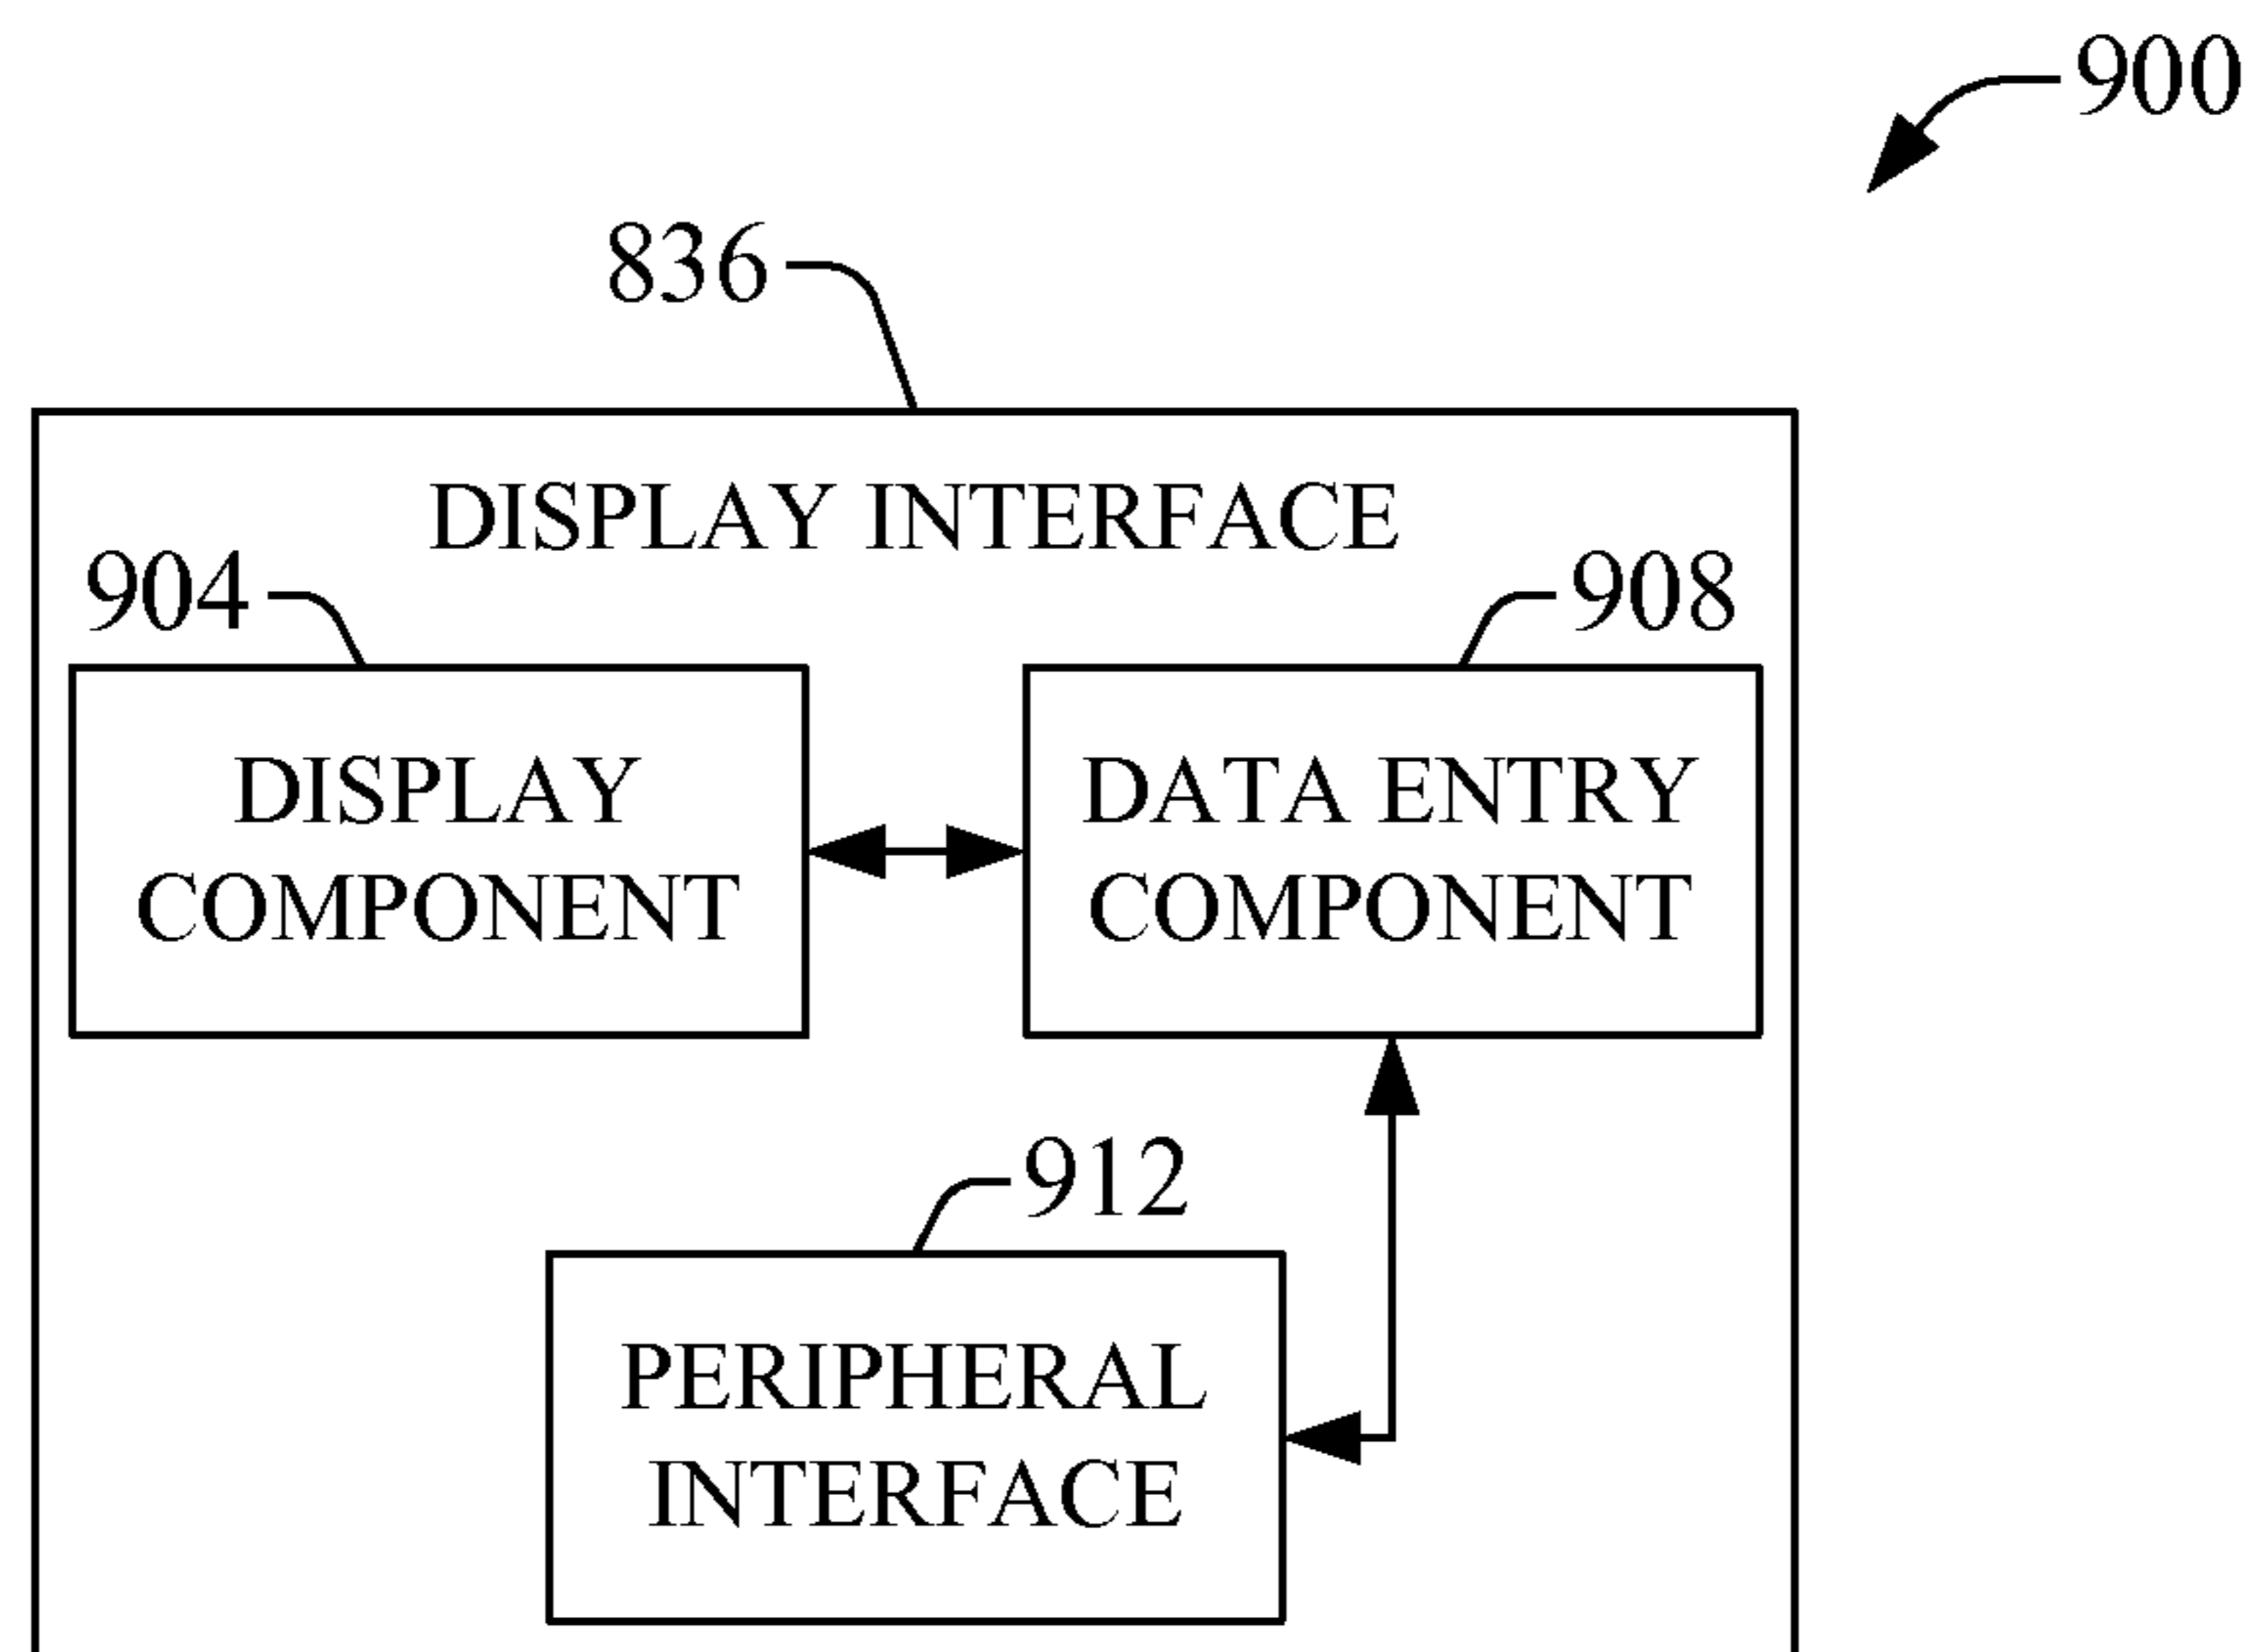 900
836
DISPLAY INTERFACE
904
908
DISPLAY
COMPONENT
DATA ENTRY
COMPONENT
912
PERIPHERAL
INTERFACE